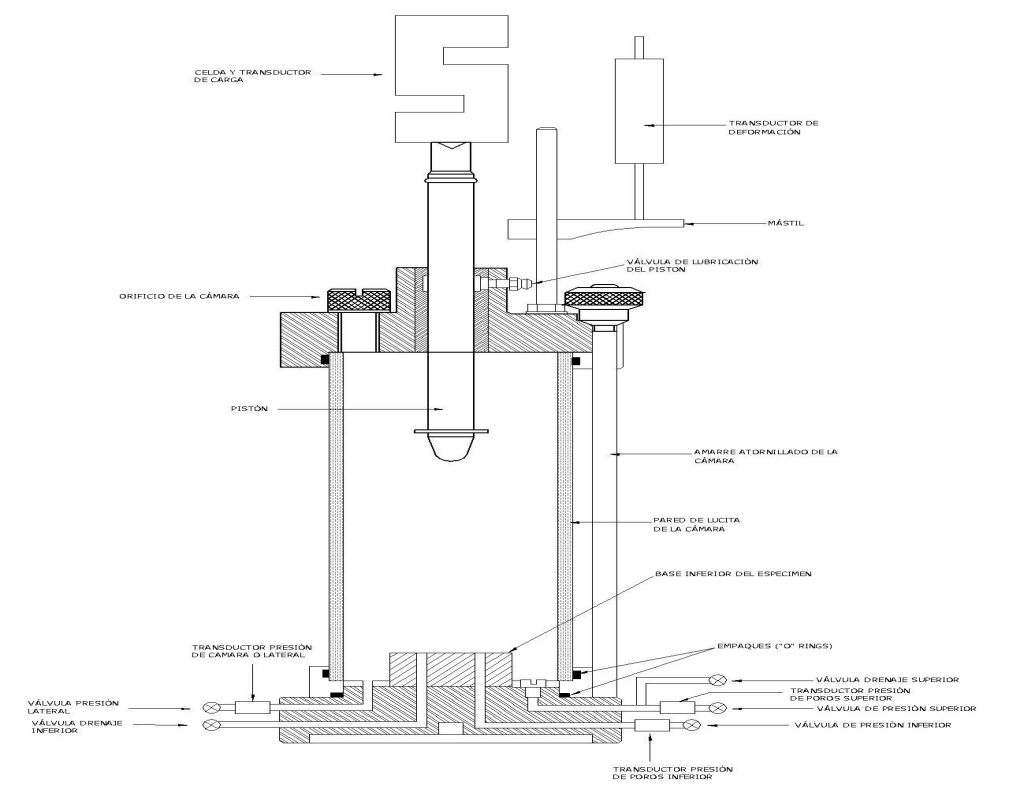 CELDA Y TRANSDUCTOR
DE CARGA
TRANSDUCTOR DE
DEFORMACIÓN
MÁSTIL
VÁLVULA DE LUBRICACIÓN
DEL PISTON
ORIFICIO DE LA CÁMARA
PISTÓN
AMARRE ATORNILLADO DE LA
CÁMARA
PARED DE LUCITA
DE LA CÁMARA
BASE INFERIOR DEL ESPECIMEN
TRANSDUCTOR PRESIÓN
DE CAMARA O LATERAL
EMPAQUES ("O" RINGS)
VÁLVULA DRENAJE SUPERIOR
TRANSDUCTOR PRESIÓN
DE POROS SUPERIOR
VÁLVULA PRESIÓN
LATERAL
VÁLVULA DE PRESIÓN SUPERIOR
VÁLVULA DRENAJE
INFERIOR
VÁLVULA DE PRESIÓN INFERIOR
TRANSDUCTOR PRESIÓN
DE POROS INFERIOR